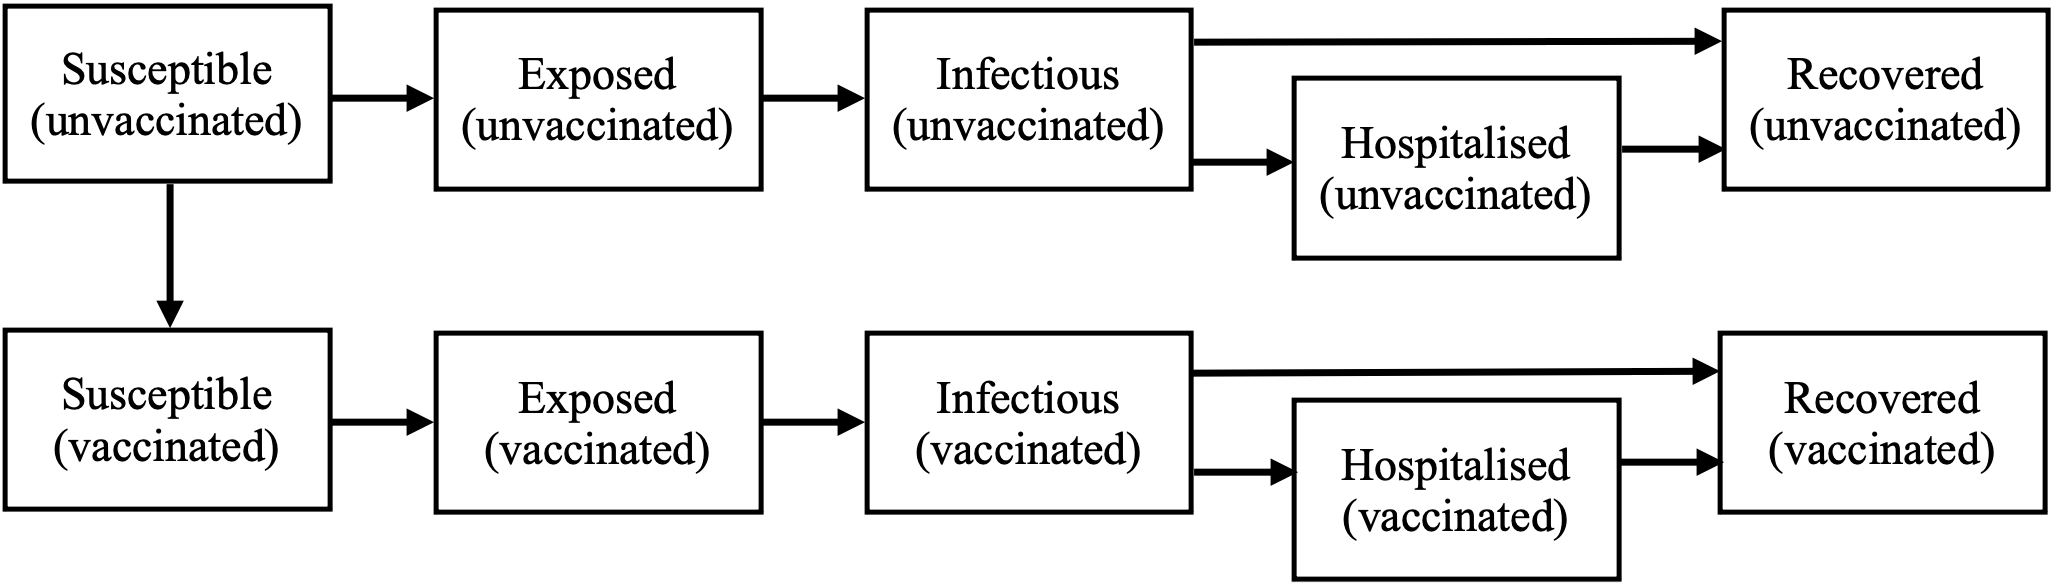 Susceptible
(unvaccinated)
Exposed
(unvaccinated)
Infectious
(unvaccinated)
Hospitalised
(unvaccinated)
Recovered
(unvaccinated)
Susceptible
(vaccinated)
Exposed
(vaccinated)
Infectious
(vaccinated)
Hospitalised
(vaccinated)
Recovered
(vaccinated)